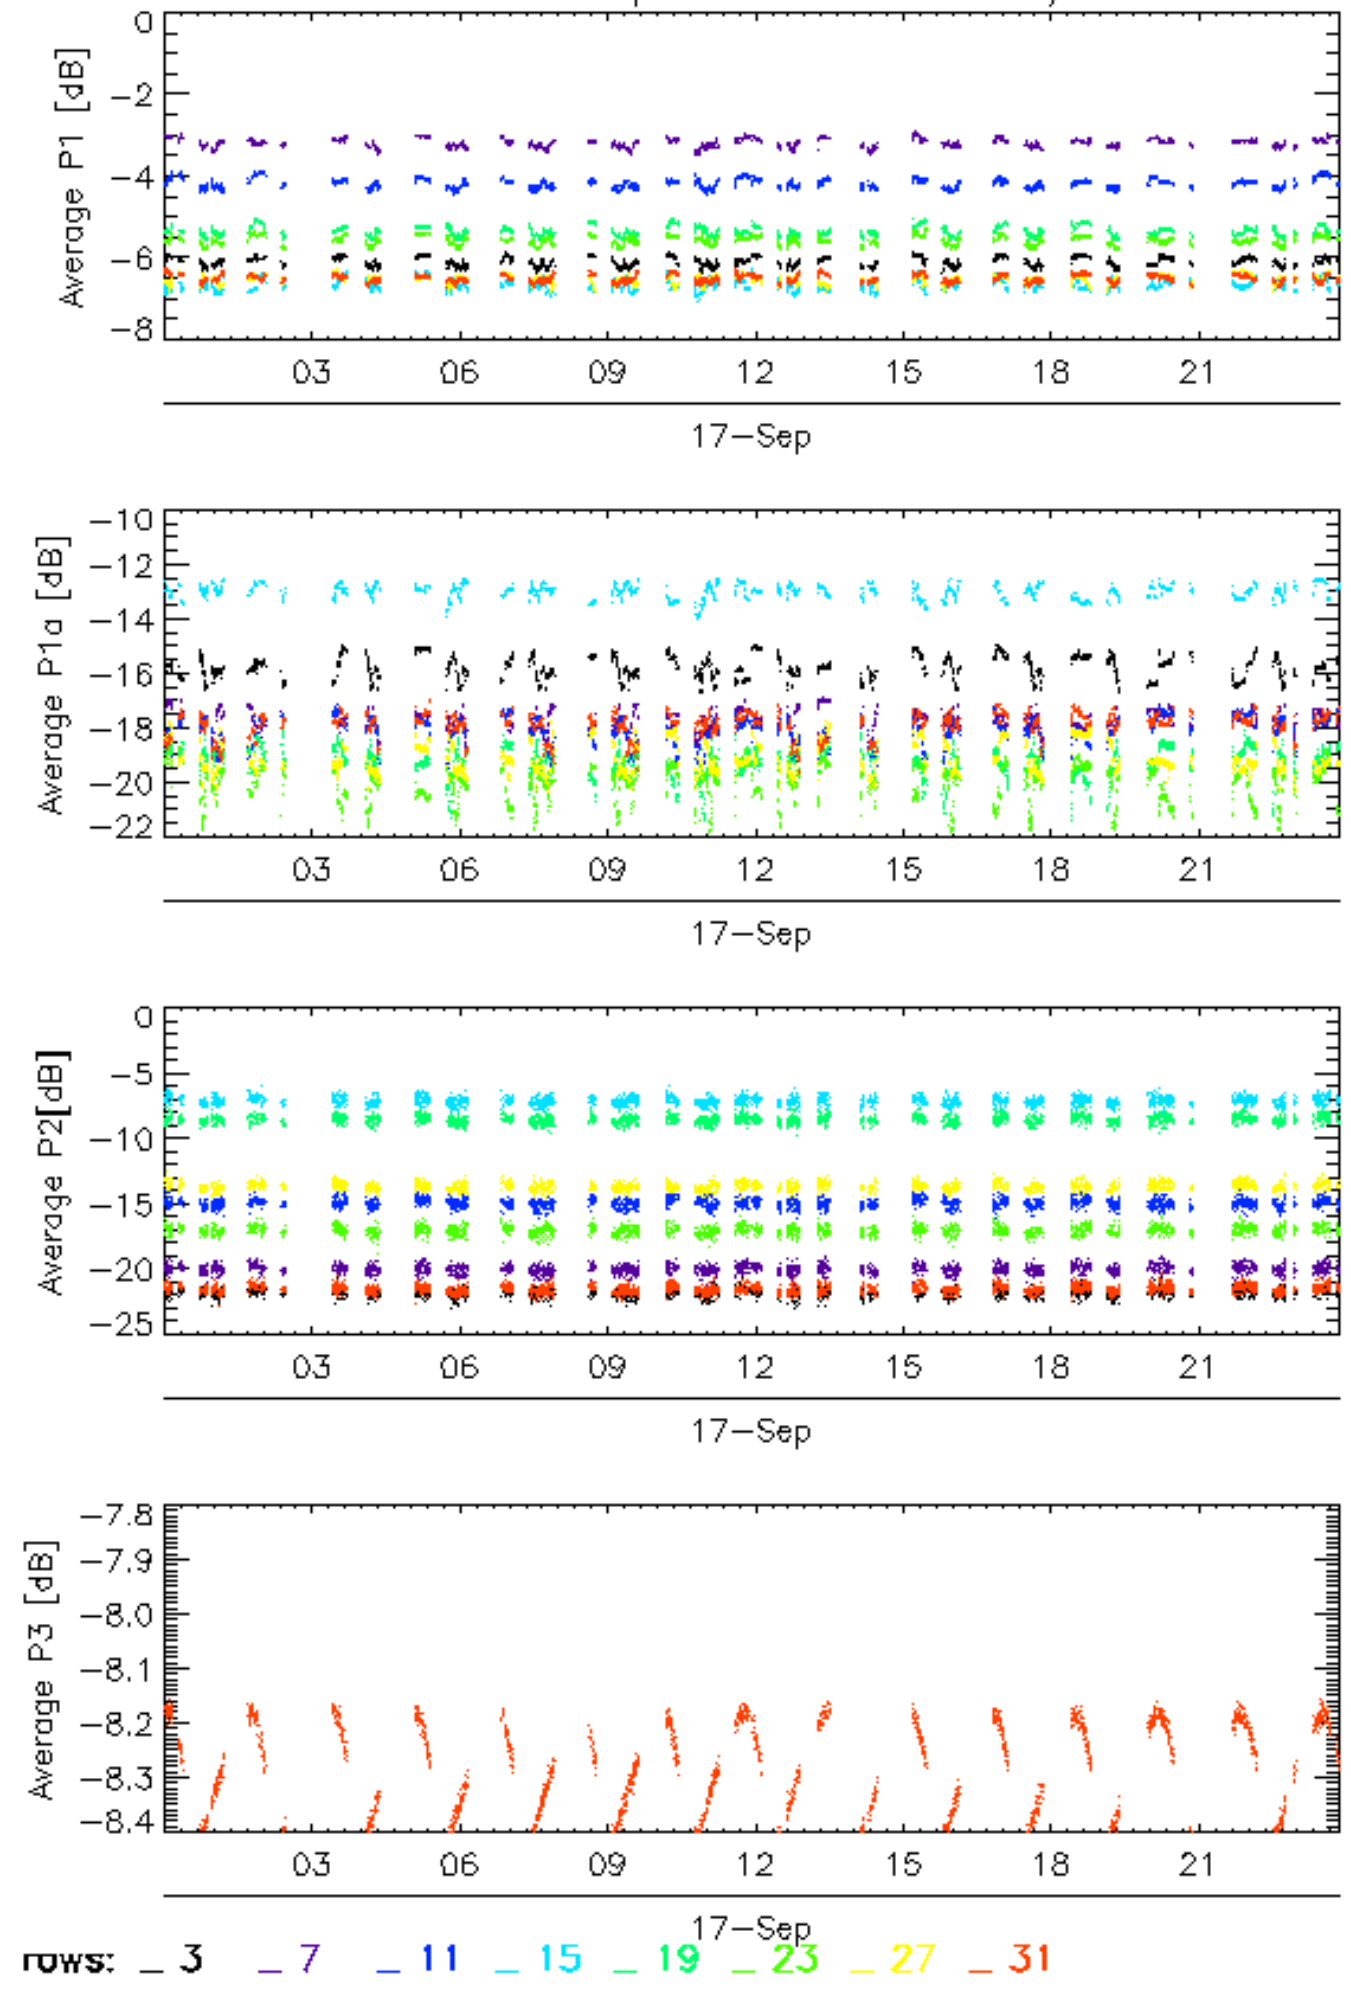 0
−2
−4
−6
−8
Average P1 [dB]
03 06 09 12 15 18 21
17−Sep
−10
−12
−14
−16
−18
−20
−22
Average P1a [dB]
03 06 09 12 15 18 21
17−Sep
0
−5
−10
−15
−20
−25
Average P2[dB]
03 06 09 12 15 18 21
17−Sep
−7.8
−7.9
−8.0
−8.1
−8.2
−8.3
−8.4
Average P3 [dB]
03 06 09 12 15 18 21
17−Sep
rows: _ 3 _ 7 _ 11 _ 15 _ 19 _ 23 _ 27 _ 31